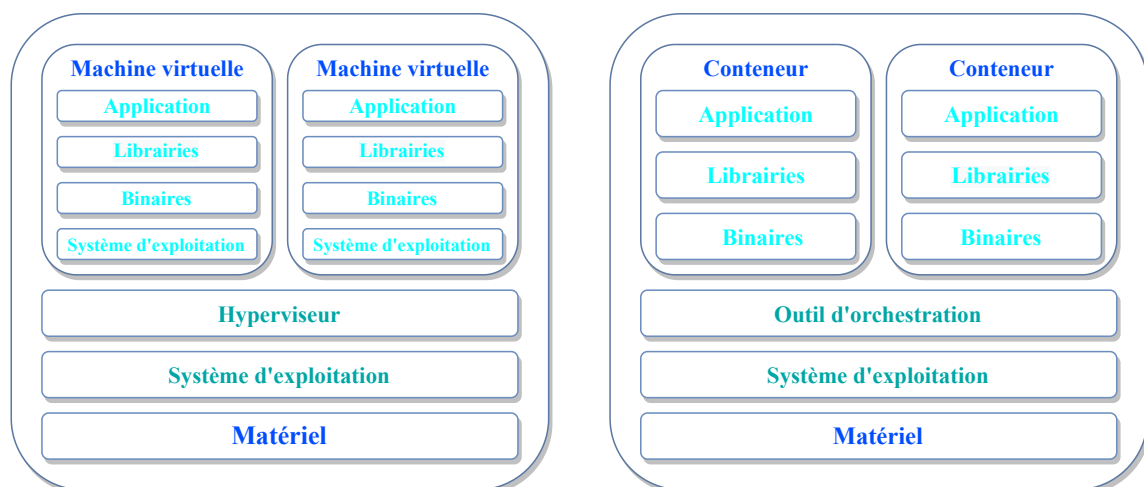 Machine virtuelle
Application
Librairies
Binaires
Système d'exploitation
Machine virtuelle
Application
Librairies
Binaires
Système d'exploitation
Hyperviseur
Système d'exploitation
Matériel
Conteneur
Application
Librairies
Binaires
Conteneur
Application
Librairies
Binaires
Outil d'orchestration
Système d'exploitation
Matériel